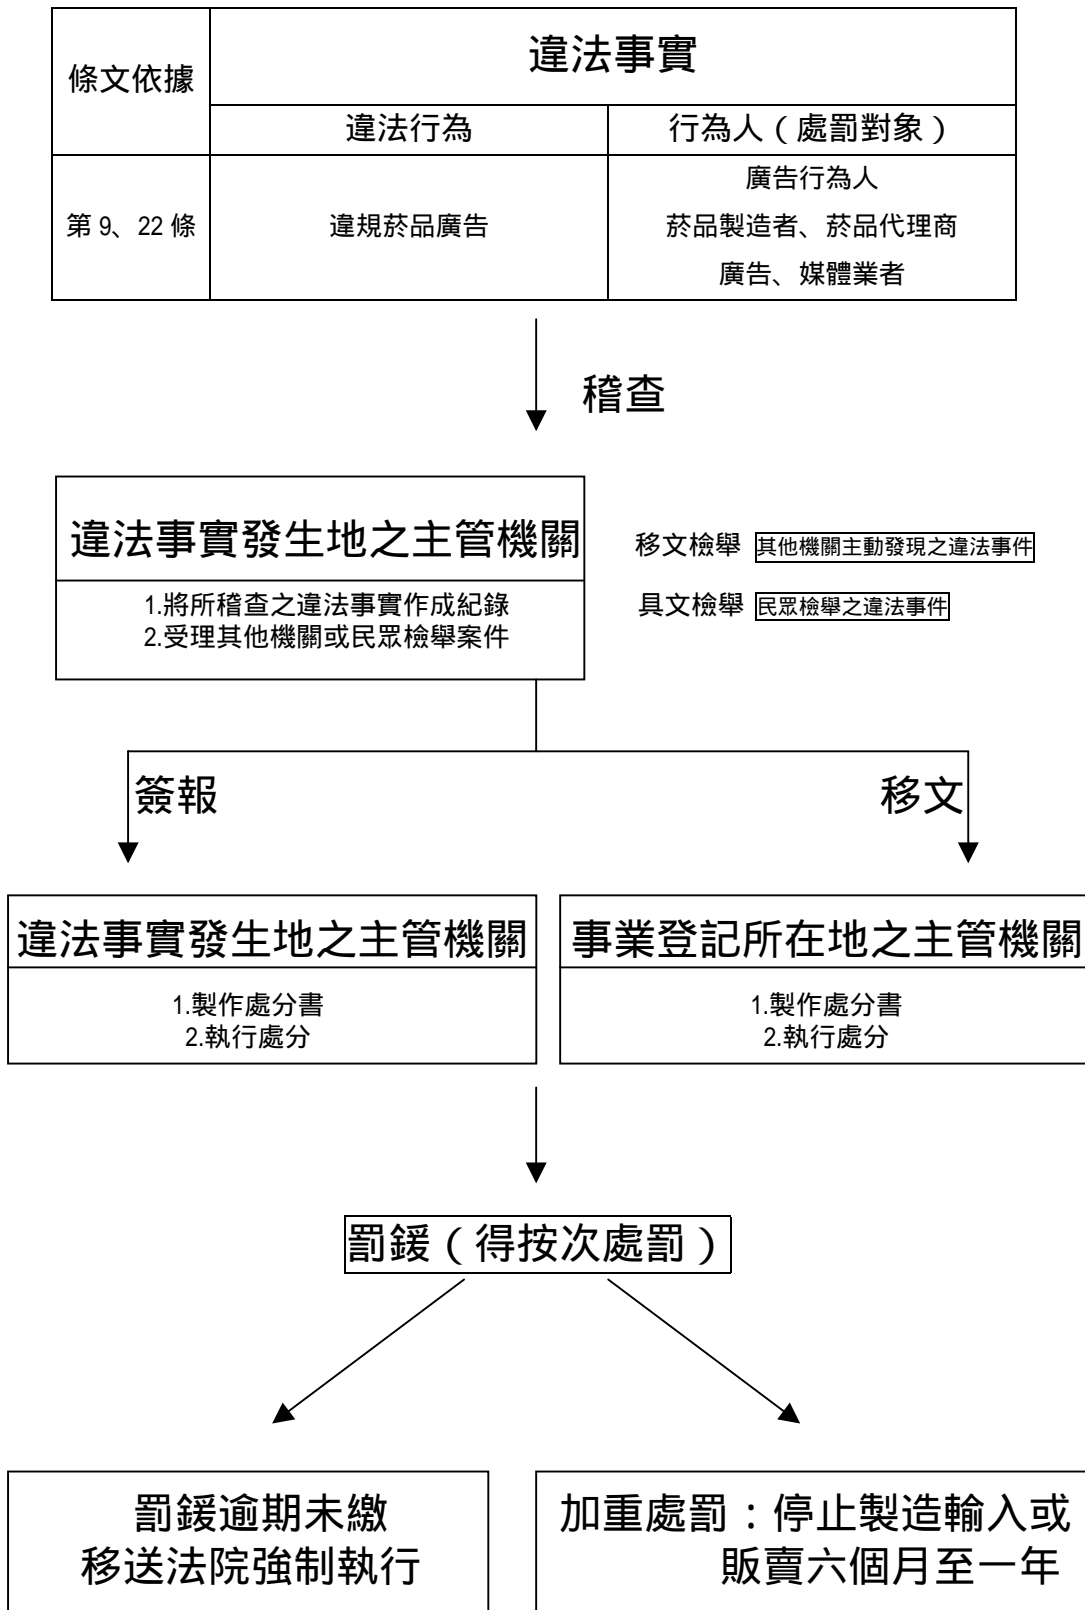 條文依據
違法事實
違法行為
行為人（處罰對象）
第 9、22 條
違規菸品廣告
廣告行為人
菸品製造者、菸品代理商
廣告、媒體業者
稽查
違法事實發生地之主管機關
1.將所稽查之違法事實作成紀錄
2.受理其他機關或民眾檢舉案件
移文檢舉 其他機關主動發現之違法事件
具文檢舉 民眾檢舉之違法事件
簽報
移文
違法事實發生地之主管機關
1.製作處分書
2.執行處分
事業登記所在地之主管機關
1.製作處分書
2.執行處分
罰鍰（得按次處罰）
罰鍰逾期未繳
移送法院強制執行
加重處罰：停止製造輸入或
販賣六個月至一年